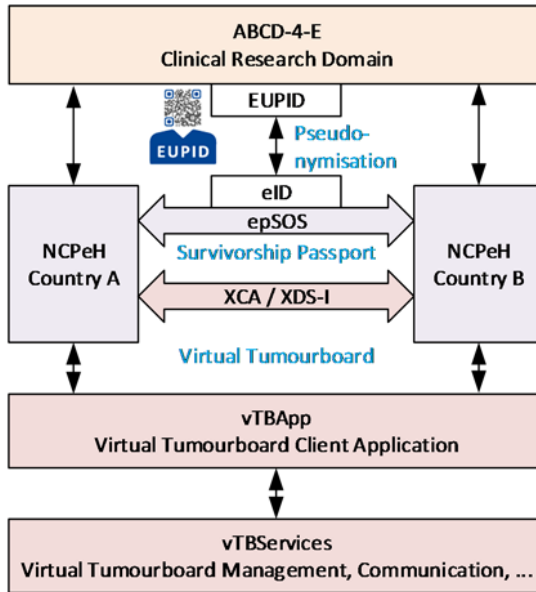 ABCD-4-E
Clinical Research Domain
EUPID
EUPID
Pseudo-
nymisation
eID
epSOS
NCPeH
Country A
NCPeH
Country B
Survivorship Passport
XCA / XDS-I
Virtual Tumourboard
vTBApp
Virtual Tumourboard Client Application
vTBServices
Virtual Tumourboard Management, Communication, ...